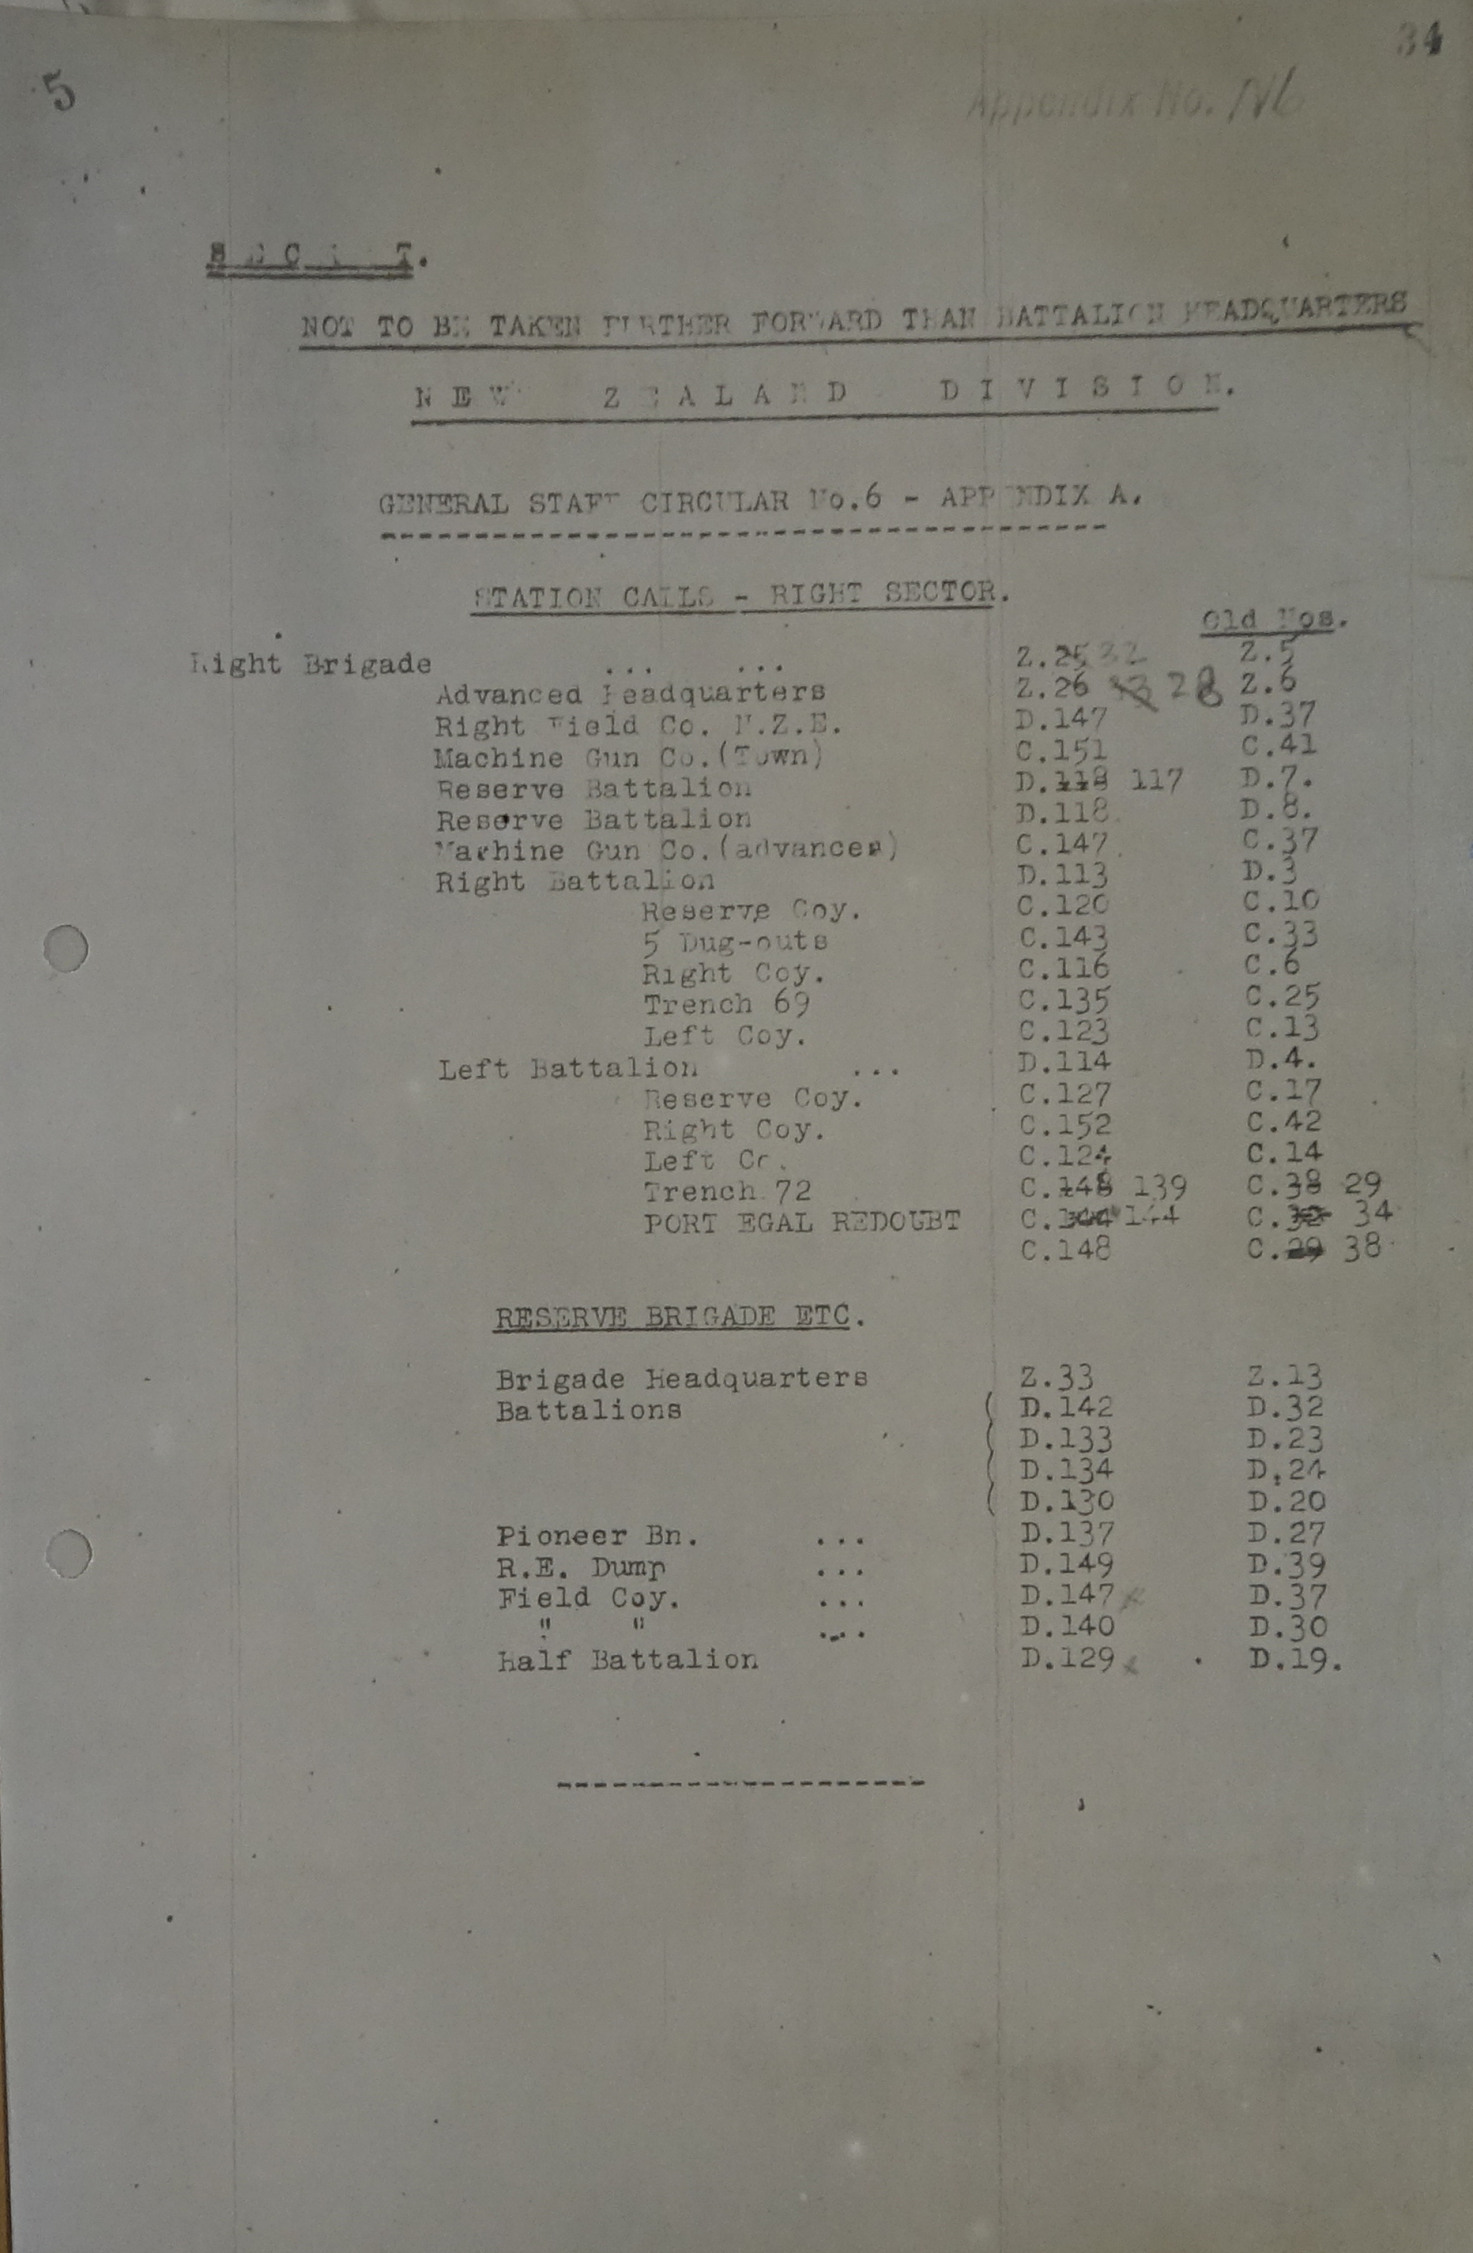 34
5
Appendix No.
S E C R E T.
NOT TO BE TAKEN FURTHER FORWARD THAN BATTALION HEADQUARTERS
N E W Z E A L A N D D I V I S I O N.
GENERAL STAFF CIRCULAR No.6 - APPENDIX A.
STATION CALLS - RIGHT SECTOR.
Old Nos.
Right Brigade ... ... Z.25 32 Z.5
Advanced Headquarters Z.26 28 Z.6
Right Field Co. N.Z.E. D.147 D.37
Machine Gun Co.(Town) C.151 C.41
Reserve Battalion D.118 117 D.7.
Reserve Battalion D.118. D.8.
Machine Gun Co.(advanced) C.147. C.37
Right Battalion D.113 D.3
Reserve Coy. C.120 C.10
5 Dug-outs C.143 C.33
Right Coy. C.116 C.6
Trench 69 C.135 C.25
Left Coy. C.123 C.13
Left Battalion ... D.114 D.4.
Reserve Coy. C.127 C.17
Right Coy. C.152 C.42
Left Co. C.124 C.14
Trench 72 C.148 139 C.38 29
PORT EGAL REDOUBT C.144 144 C. 34
C.148 C.29 38
RESERVE BRIGADE ETC.
Brigade Headquarters Z.33 Z.13
Battalions ( D.142 D.32
( D.133 D.23
( D.134 D.24
( D.130 D.20
Pioneer Bn. ... D.137 D.27
R.E. Dump ... D.149 D.39
Field Coy. ... D.147 x D.37
" " ... D.140 D.30
Half Battalion D.129 x D.19.